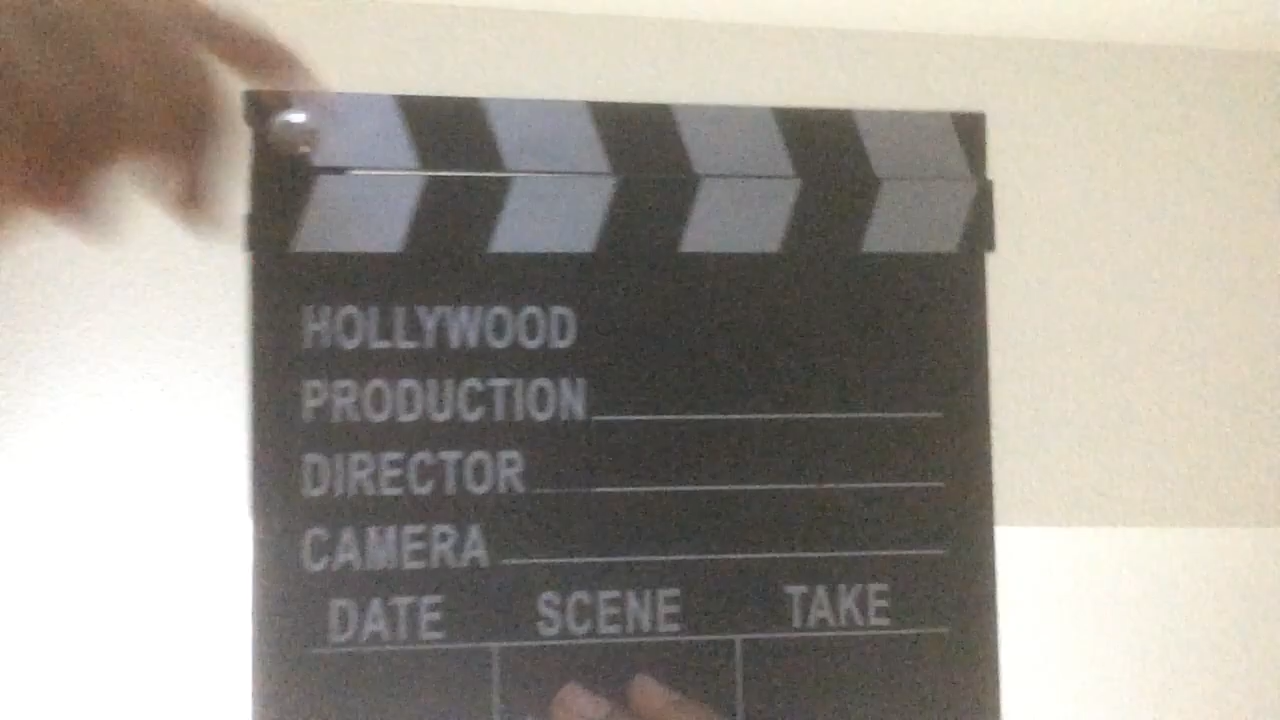 HOLLYWOOD
PRODUCTION
DIRECTOR
CAMERA
DATE SCENE TAKE